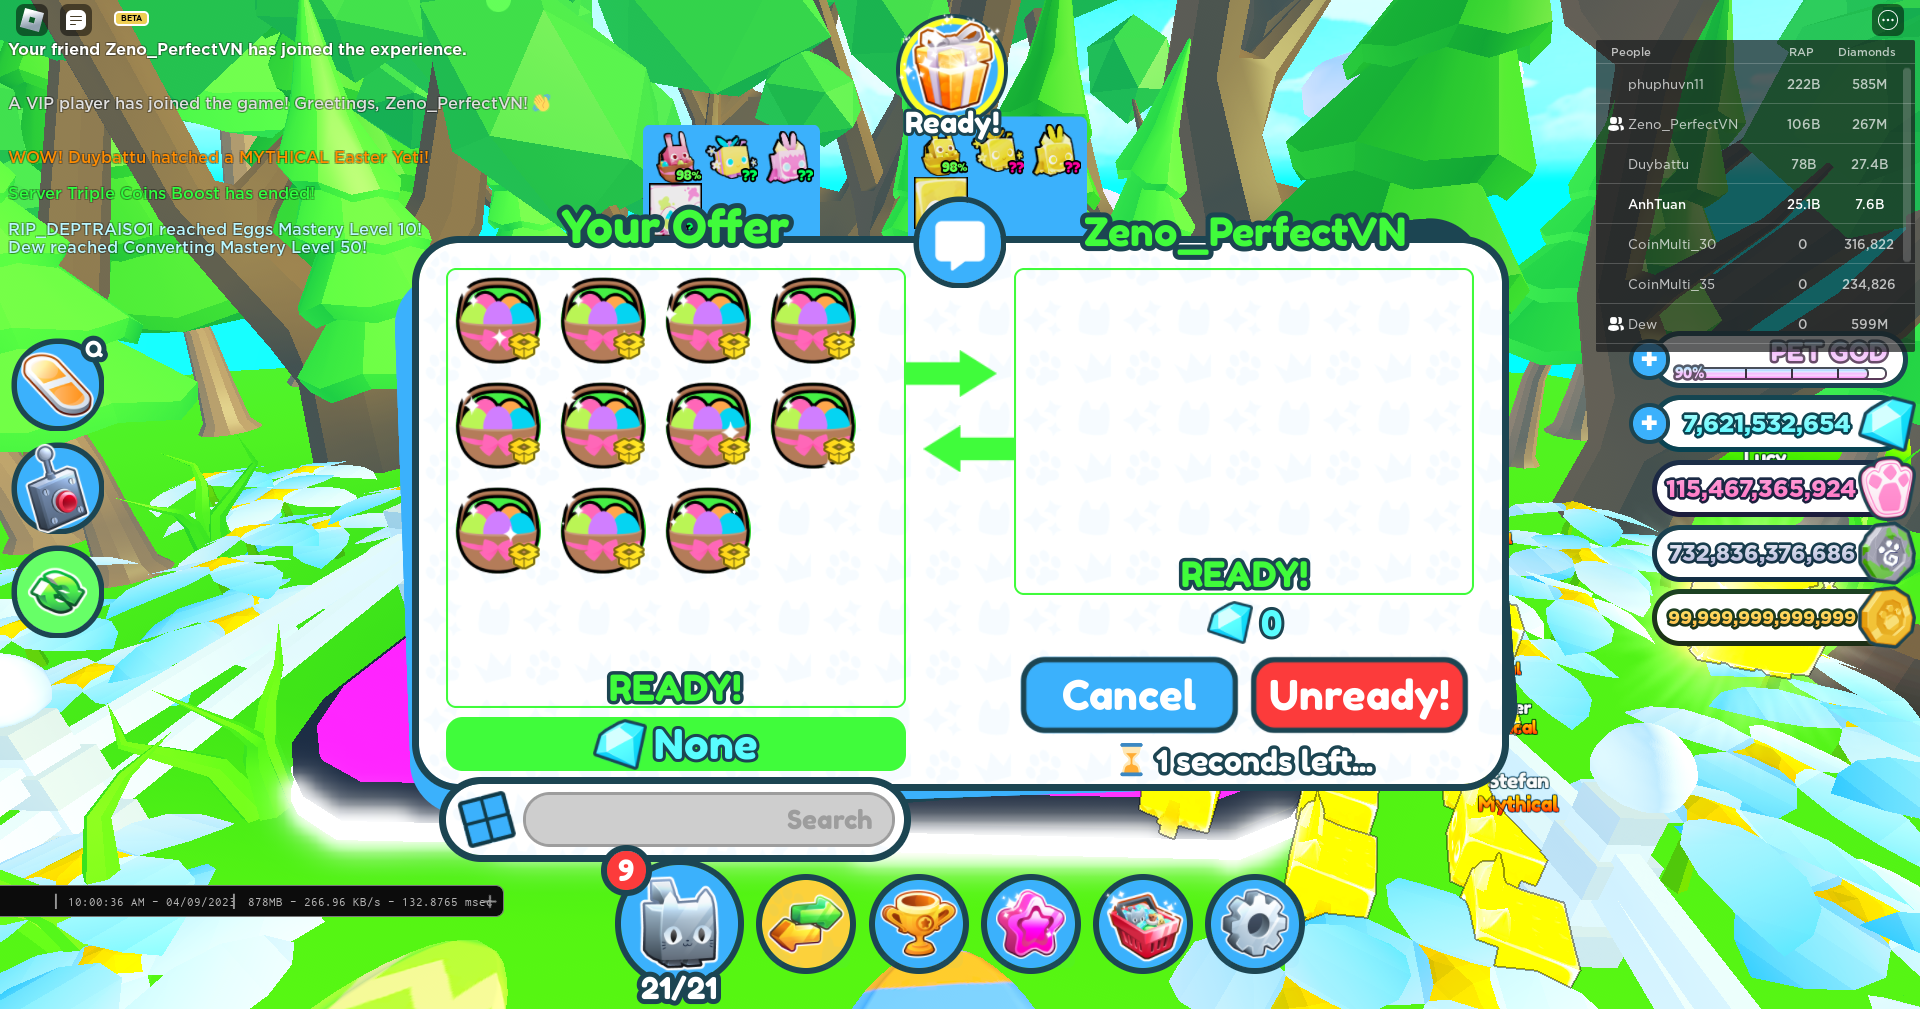 BETA
Your friend Zeno_PerfectVN has joined the experience.
A VIP player has joined the game! Greetings, Zeno_PerfectVN! 👋
WOW! Duybattu hatched a MYTHICAL Easter Yeti!
Server Triple Coins Boost has ended!
RIP_DEPTRAISO1 reached Eggs Mastery Level 10!
Dew reached Converting Mastery Level 50!
Ready!
98% ?? ??
98% ?? ??
People RAP Diamonds
phuphuvn11 222B 585M
Zeno_PerfectVN 106B 267M
Duybattu 78B 27.4B
AnhTuan 25.1B 7.6B
CoinMulti_30 0 316,822
CoinMulti_35 0 234,826
Dew 0 599M
PET GOD
90%
7,621,532,654
Lucy
115,467,365,924
732,836,376,686
99,999,999,999,999
Your Offer
Zeno_PerfectVN
READY!
READY!
0
None
Cancel
Unready!
⏳ 1 seconds left...
Search
Stefan
Mythical
9
21/21
10:00:36 AM - 04/09/2023 878MB - 266.96 KB/s - 132.8765 msec